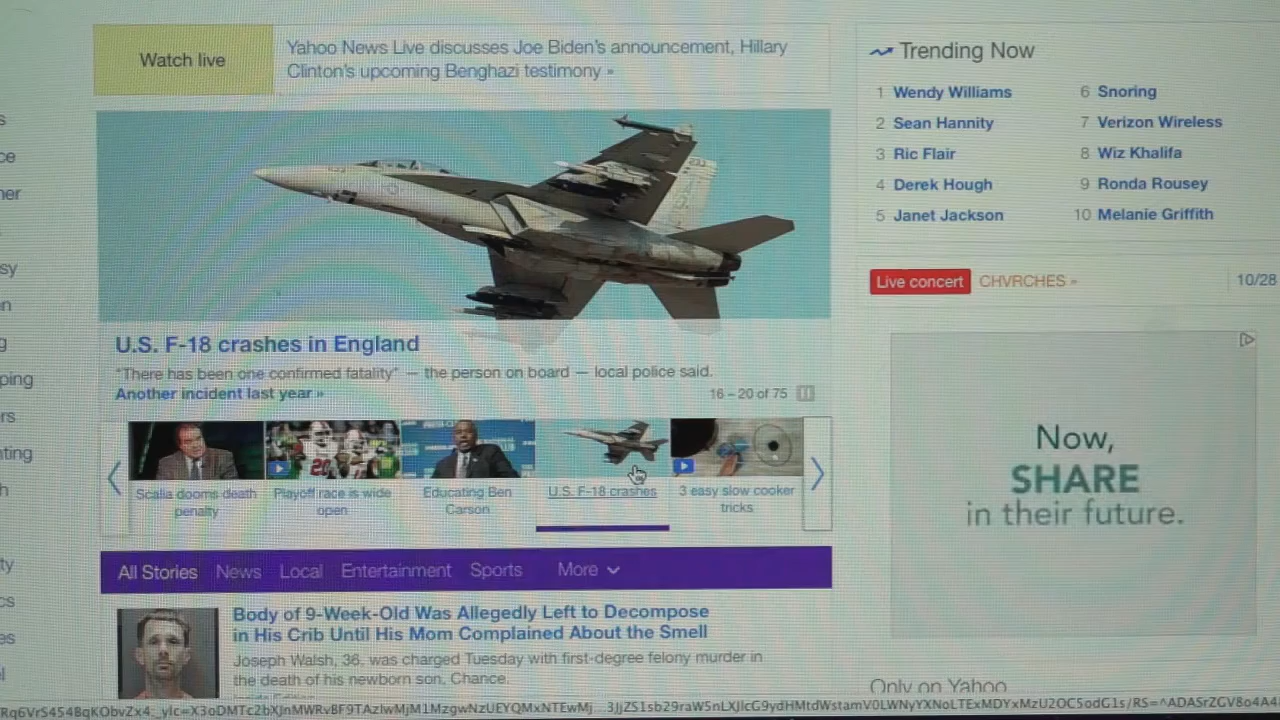 Watch live
Yahoo News Live discusses Joe Biden's announcement, Hillary
Clinton's upcoming Benghazi testimony »
U.S. F-18 crashes in England
"There has been one confirmed fatality" — the person on board — local police said.
Another incident last year »
16 – 20 of 75
Scalia dooms death
penalty
Playoff race is wide
open
Educating Ben
Carson
U.S. F-18 crashes
3 easy slow cooker
tricks
All Stories News Local Entertainment Sports More
Body of 9-Week-Old Was Allegedly Left to Decompose
in His Crib Until His Mom Complained About the Smell
Joseph Walsh, 36, was charged Tuesday with first-degree felony murder in
the death of his newborn son, Chance.
Inside Edition
Trending Now
1 Wendy Williams
2 Sean Hannity
3 Ric Flair
4 Derek Hough
5 Janet Jackson
6 Snoring
7 Verizon Wireless
8 Wiz Khalifa
9 Ronda Rousey
10 Melanie Griffith
Live concert CHVRCHES » 10/28
Now,
SHARE
in their future.
Only on Yahoo